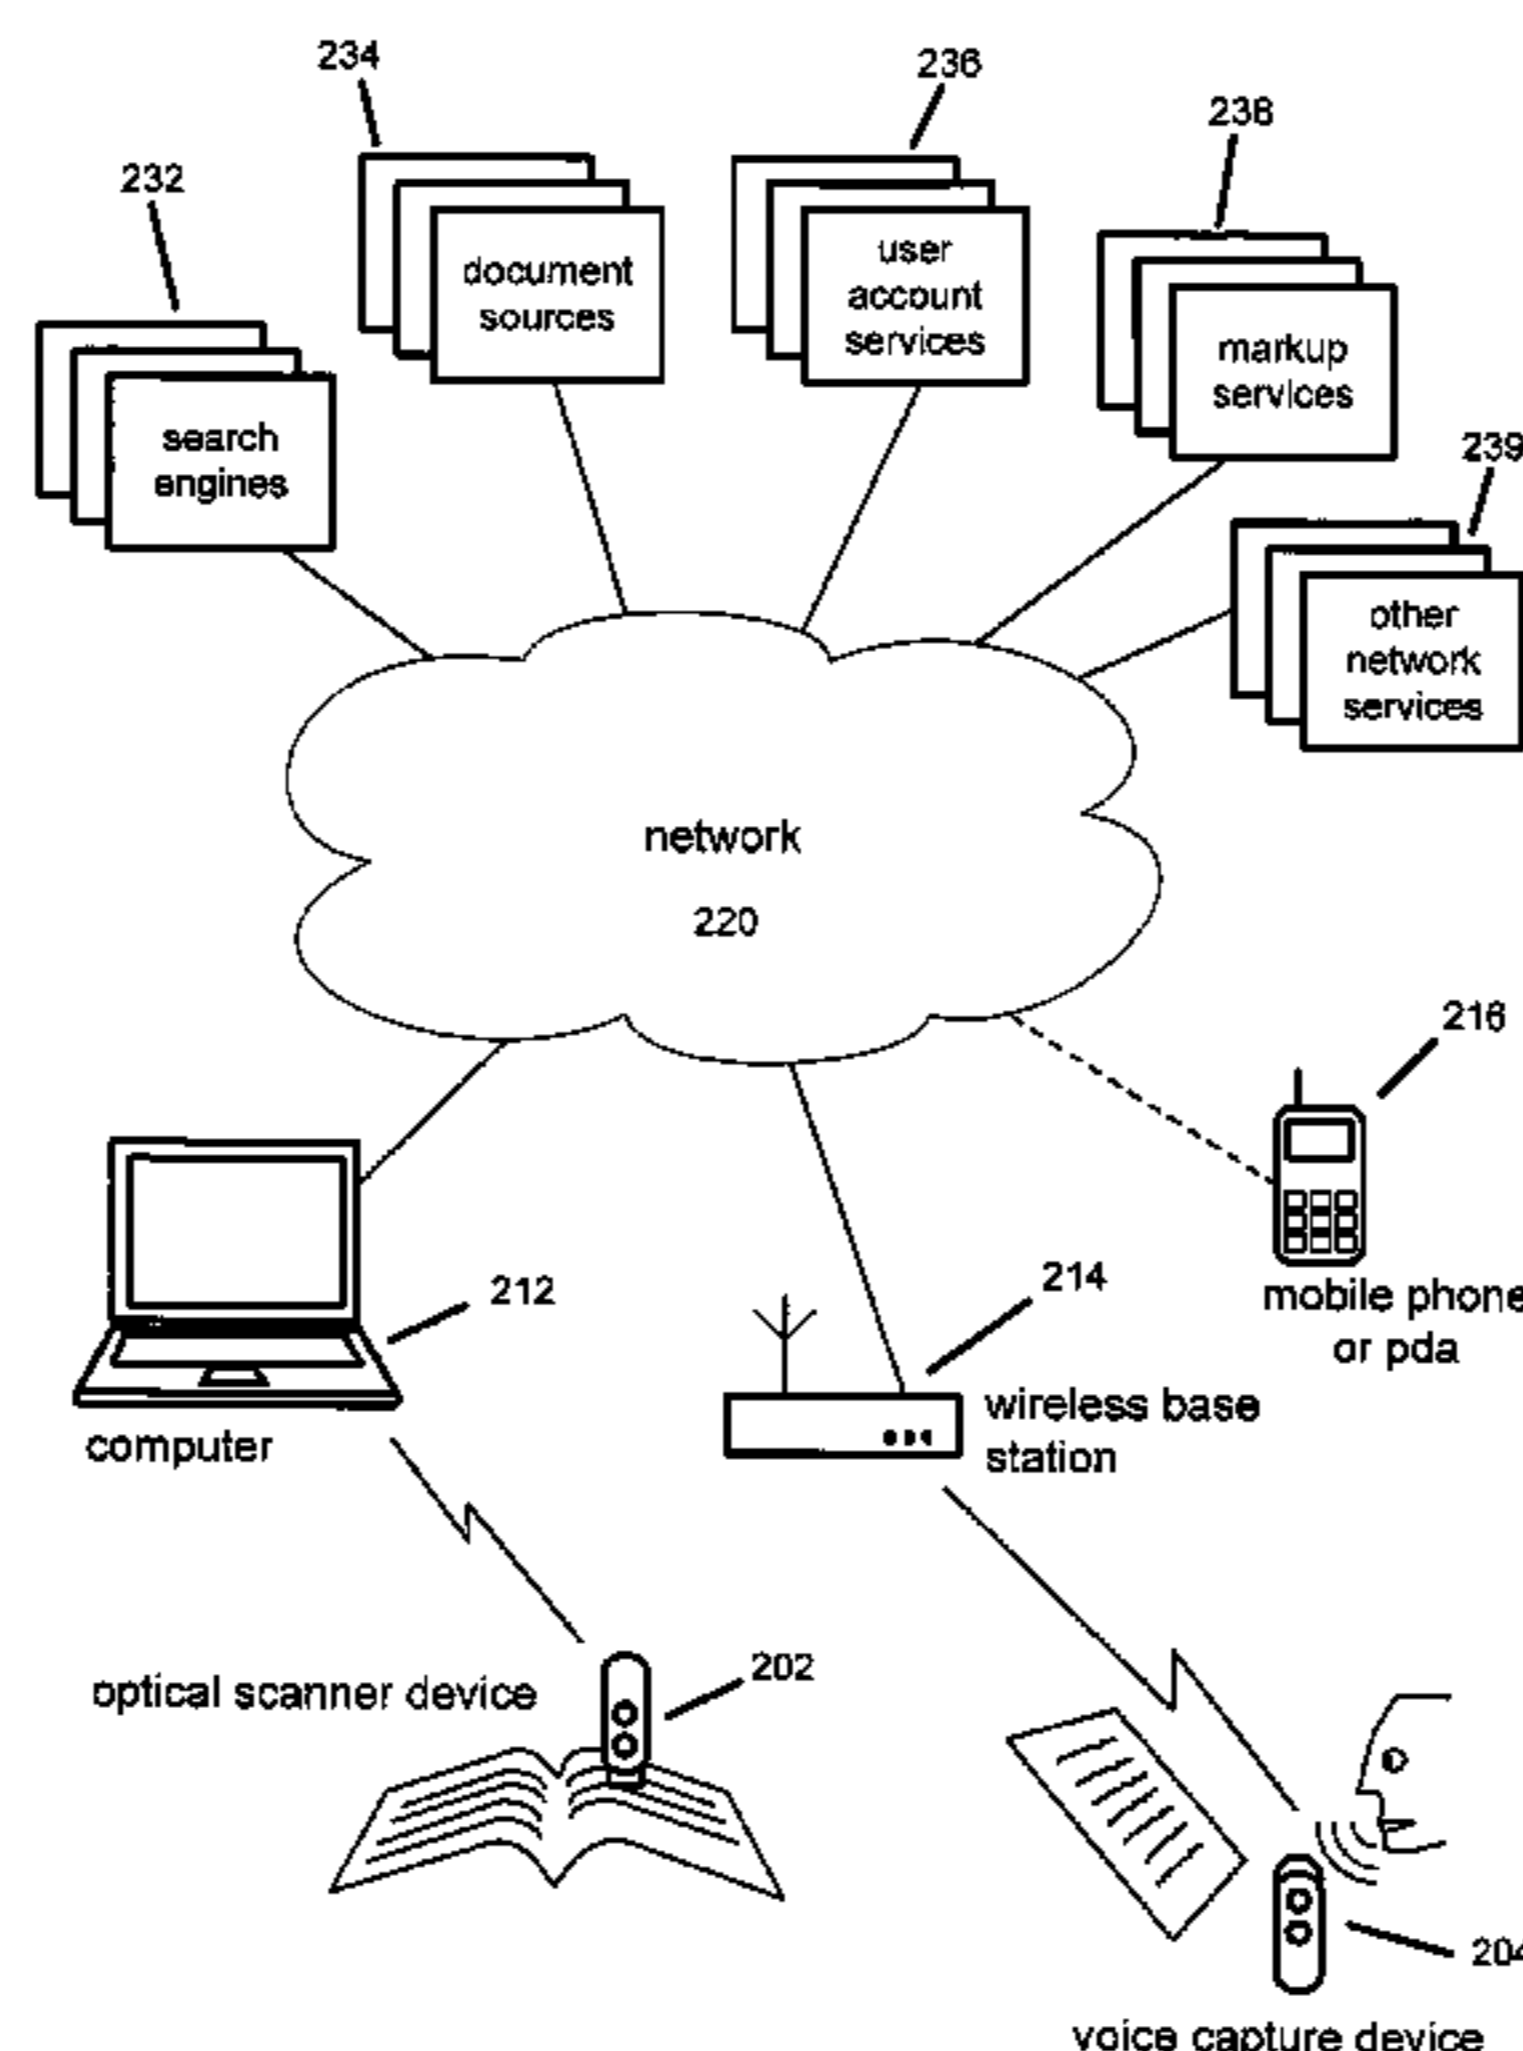 234
236
238
232
document
sources
user
account
services
markup
services
search
engines
239
other
network
services
network
220
216
mobile phone
or pda
212
214
computer
wireless base
station
202
optical scanner device
204
voice capture device